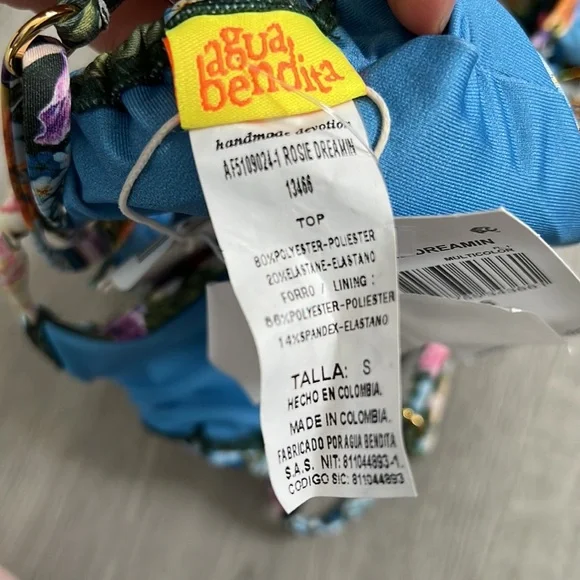 agua
bendita
handmade devotion
AF5109024-1 ROSIE DREAMIN
13466
TOP
80%POLYESTER-POLIESTER
20%ELASTANE-ELASTANO
FORRO / LINING :
86%POLYESTER-POLIESTER
14%SPANDEX-ELASTANO
TALLA: S
HECHO EN COLOMBIA.
MADE IN COLOMBIA.
FABRICADO POR AGUA BENDITA
S.A.S. NIT: 811044893-1.
CODIGO SIC: 811044893
DREAMIN